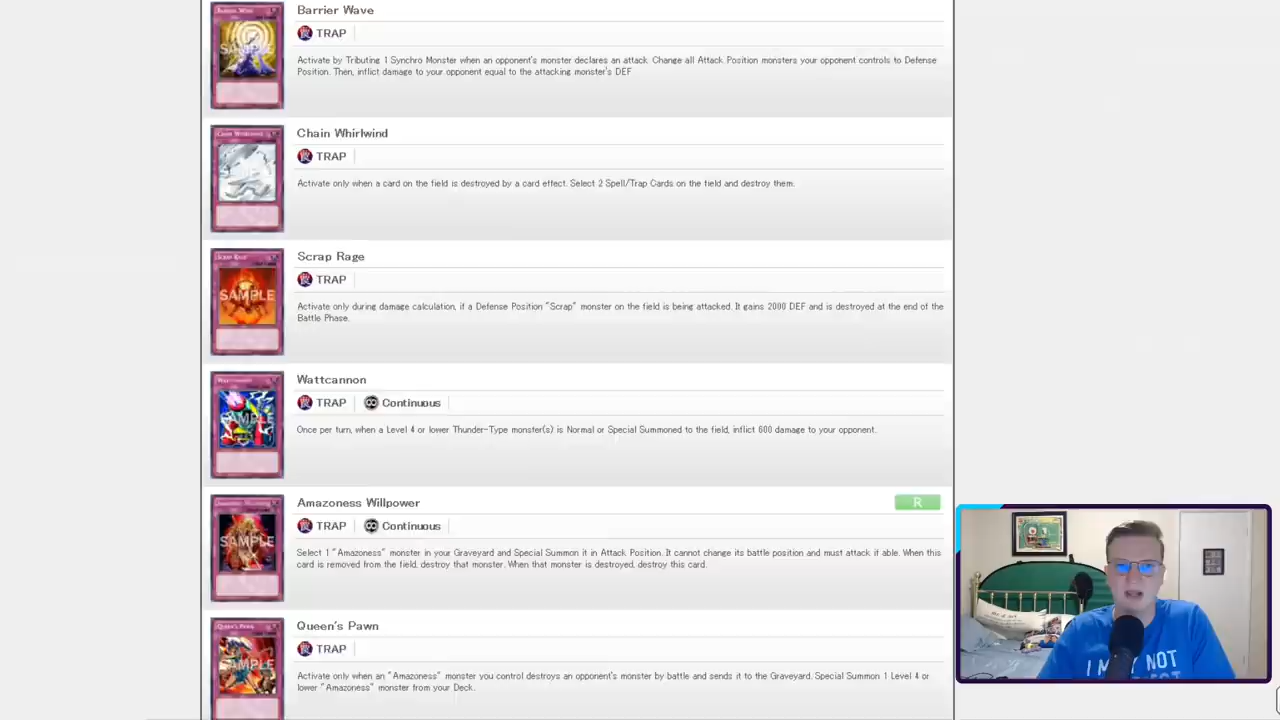 Barrier Wave
TRAP
Activate by Tributing 1 Synchro Monster when an opponent's monster declares an attack. Change all Attack Position monsters your opponent controls to Defense
Position. Then, inflict damage to your opponent equal to the attacking monster's DEF
SAMPLE
Chain Whirlwind
TRAP
Activate only when a card on the field is destroyed by a card effect. Select 2 Spell/Trap Cards on the field and destroy them.
Scrap Rage
TRAP
Activate only during damage calculation, if a Defense Position "Scrap" monster on the field is being attacked. It gains 2000 DEF and is destroyed at the end of the
Battle Phase.
SAMPLE
Wattcannon
TRAP
Continuous
Once per turn, when a Level 4 or lower Thunder-Type monster(s) is Normal or Special Summoned to the field, inflict 600 damage to your opponent.
SAMPLE
Amazoness Willpower
R
TRAP
Continuous
Select 1 "Amazoness" monster in your Graveyard and Special Summon it in Attack Position. It cannot change its battle position and must attack if able. When this
card is removed from the field, destroy that monster. When that monster is destroyed, destroy this card.
SAMPLE
Queen's Pawn
TRAP
Activate only when an "Amazoness" monster you control destroys an opponent's monster by battle and sends it to the Graveyard. Special Summon 1 Level 4 or
lower "Amazoness" monster from your Deck.
SAMPLE